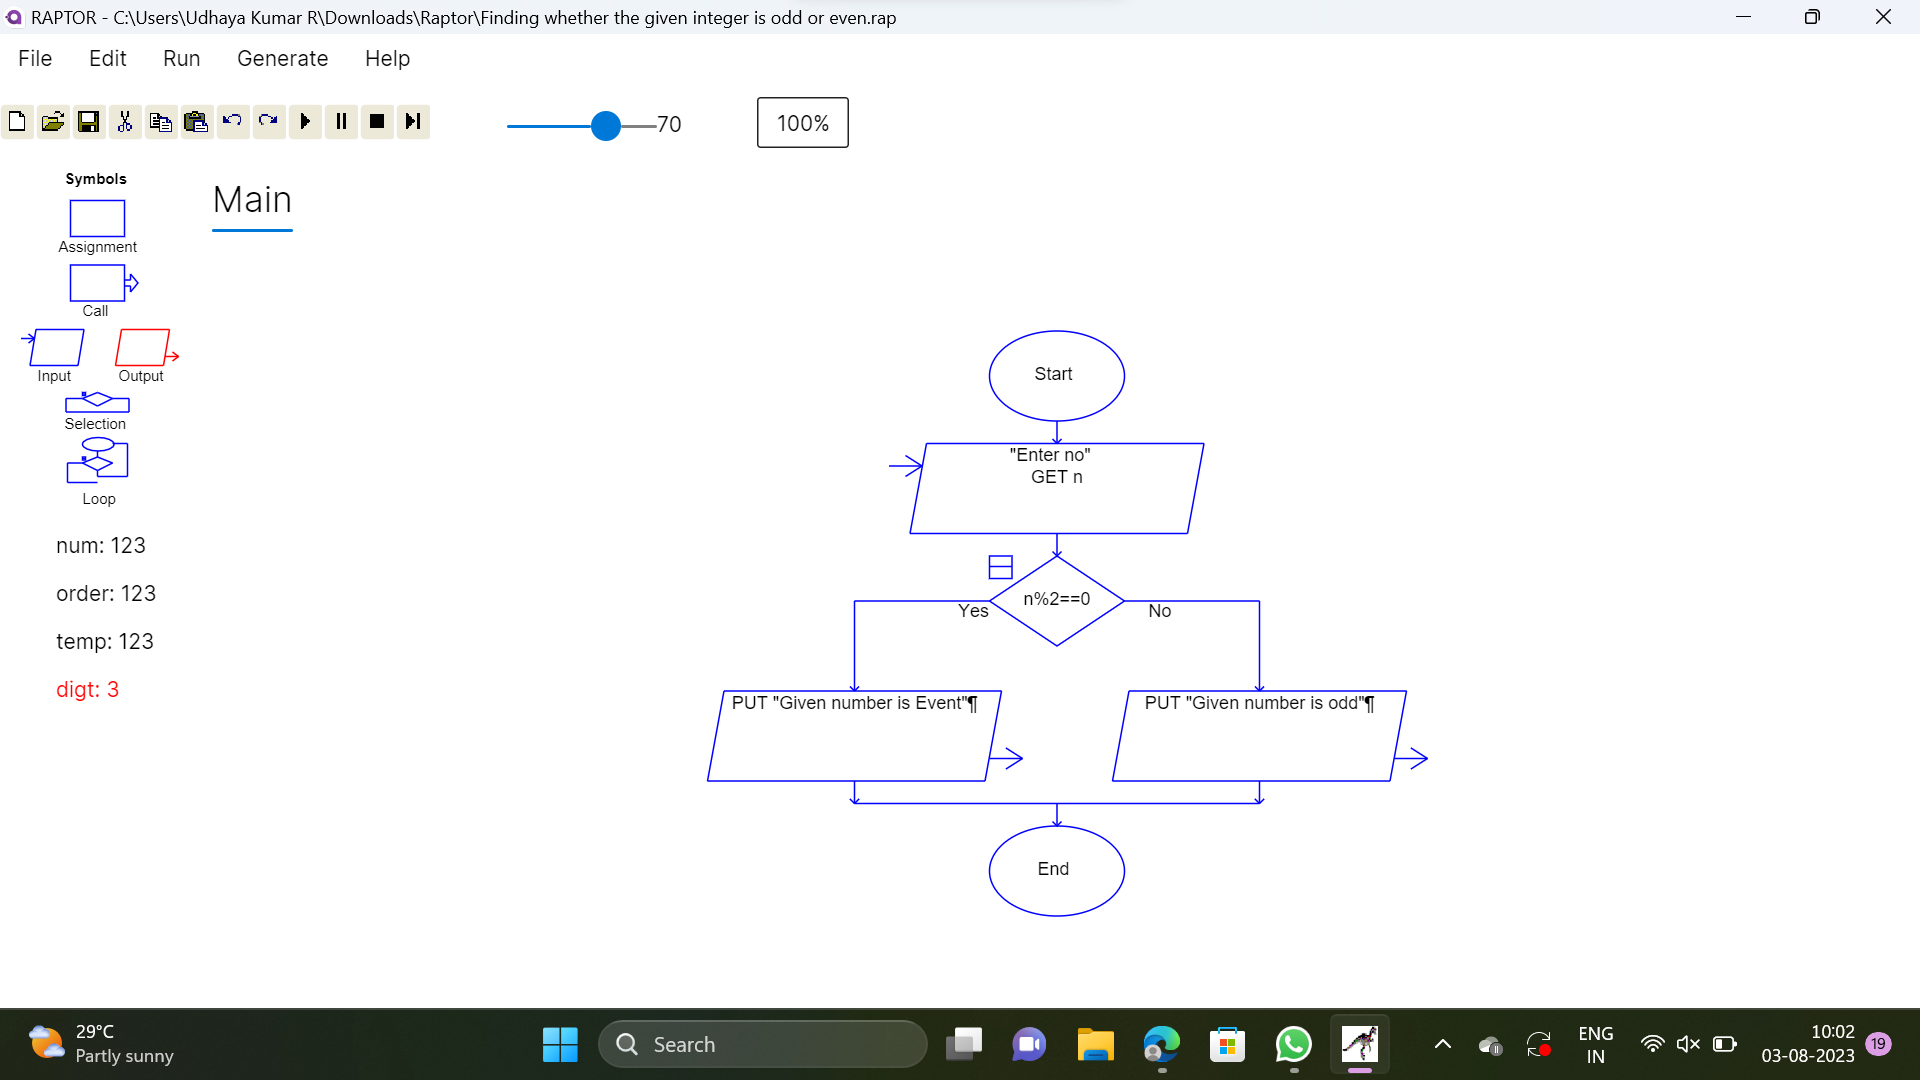 RAPTOR - C:\Users\Udhaya Kumar R\Downloads\Raptor\Finding whether the given integer is odd or even.rap
File Edit Run Generate Help
70
100%
Symbols
Assignment
Call
Input Output
Selection
Loop
num: 123
order: 123
temp: 123
digt: 3
Main
Start
"Enter no"
GET n
n%2==0
Yes No
PUT "Given number is Event"¶
PUT "Given number is odd"¶
End
29°C
Partly sunny
Search
ENG
IN
10:02
03-08-2023
19